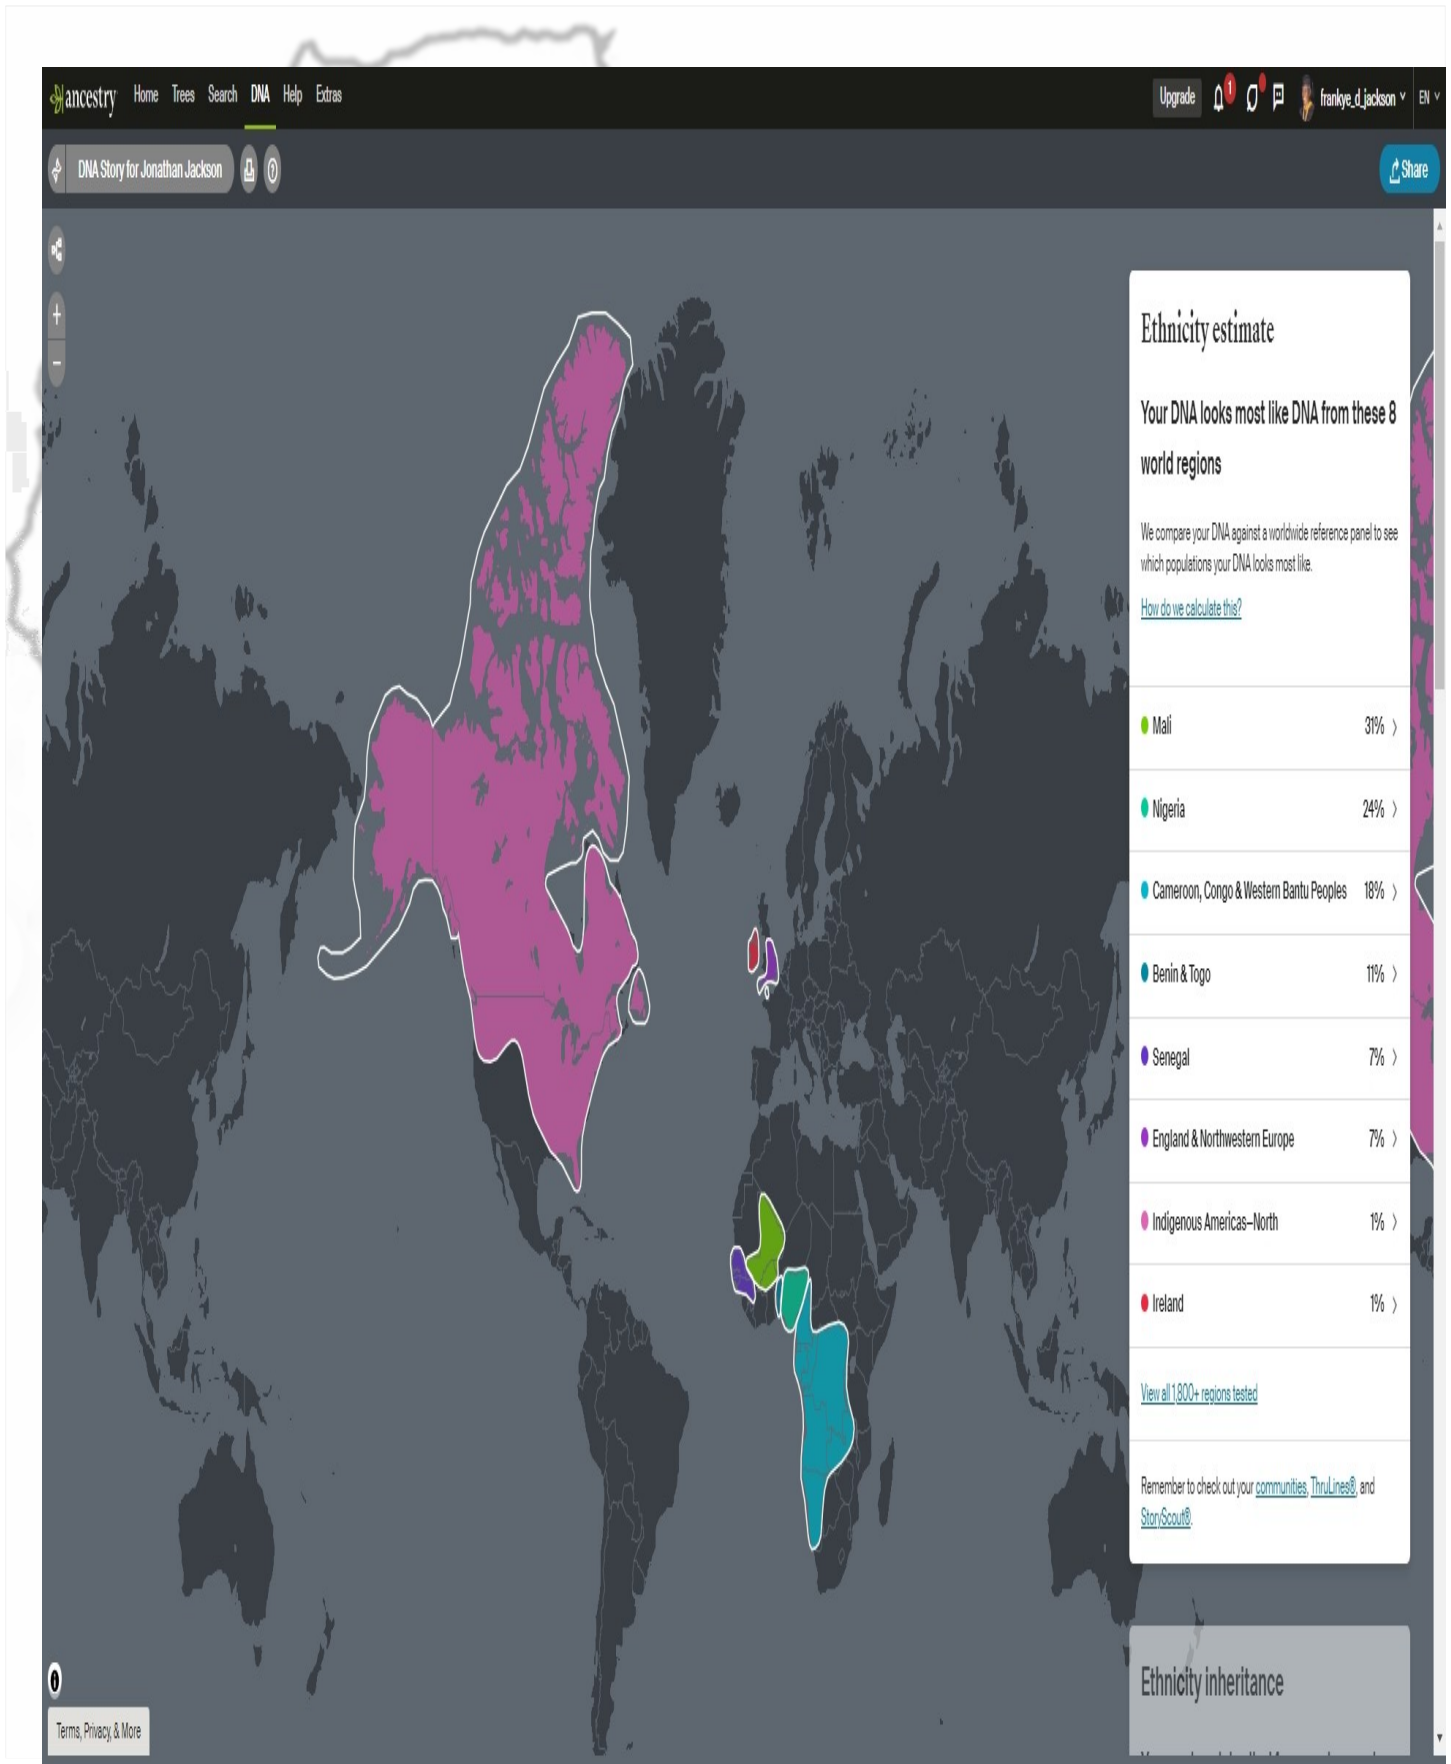 ancestry Home Trees Search DNA Help Extras Upgrade 1 frankye_d_jackson EN
DNA Story for Jonathan Jackson ? Share
+
−
Ethnicity estimate
Your DNA looks most like DNA from these 8
world regions
We compare your DNA against a worldwide reference panel to see
which populations your DNA looks most like.
How do we calculate this?
Mali 31%
Nigeria 24%
Cameroon, Congo & Western Bantu Peoples 18%
Benin & Togo 11%
Senegal 7%
England & Northwestern Europe 7%
Indigenous Americas–North 1%
Ireland 1%
View all 1,800+ regions tested
Remember to check out your communities, ThruLines®, and
StoryScout®.
Ethnicity inheritance
Terms, Privacy, & More